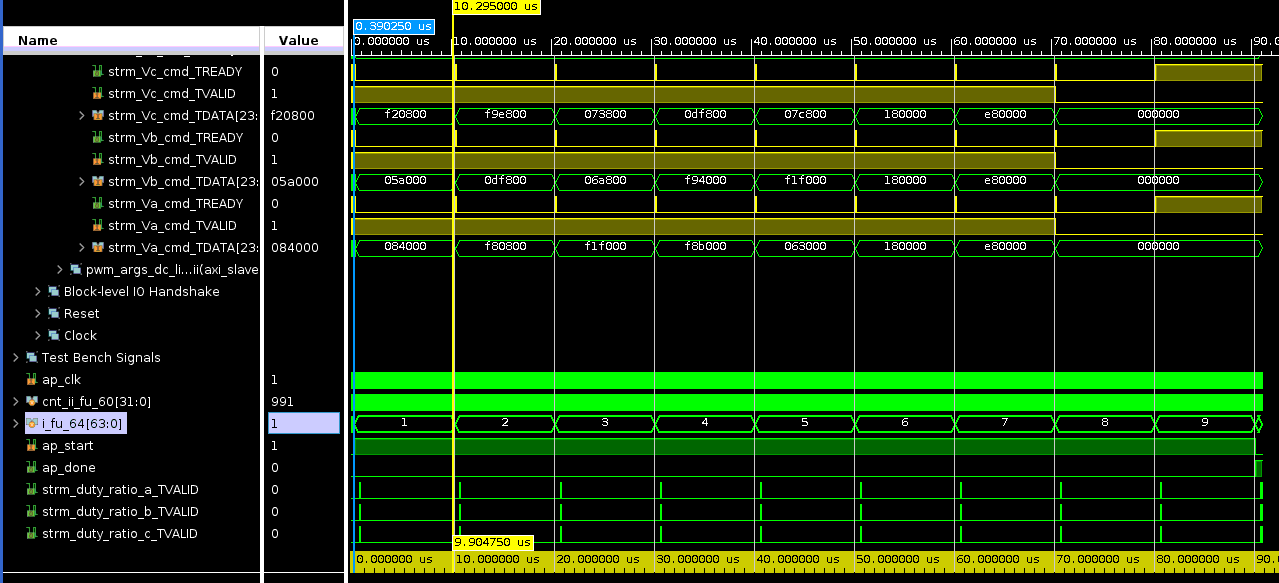 10.295000 us
0.390250 us
Name Value
0.000000 us 10.000000 us 20.000000 us 30.000000 us 40.000000 us 50.000000 us 60.000000 us 70.000000 us 80.000000 us 90.0
strm_Vc_cmd_TREADY 0
strm_Vc_cmd_TVALID 1
strm_Vc_cmd_TDATA[23: f20800 f20800 f9e800 073800 0df800 07c800 180000 e80000 000000
strm_Vb_cmd_TREADY 0
strm_Vb_cmd_TVALID 1
strm_Vb_cmd_TDATA[23: 05a000 05a000 0df800 06a800 f94000 f1f000 180000 e80000 000000
strm_Va_cmd_TREADY 0
strm_Va_cmd_TVALID 1
strm_Va_cmd_TDATA[23: 084000 084000 f80800 f1f000 f8b000 063000 180000 e80000 000000
pwm_args_dc_li...ii(axi_slave
Block-level IO Handshake
Reset
Clock
Test Bench Signals
ap_clk 1
cnt_ii_fu_60[31:0] 991
i_fu_64[63:0] 1 1 2 3 4 5 6 7 8 9
ap_start 1
ap_done 0
strm_duty_ratio_a_TVALID 0
strm_duty_ratio_b_TVALID 0
strm_duty_ratio_c_TVALID 0
9.904750 us
0.000000 us 10.000000 us 20.000000 us 30.000000 us 40.000000 us 50.000000 us 60.000000 us 70.000000 us 80.000000 us 90.